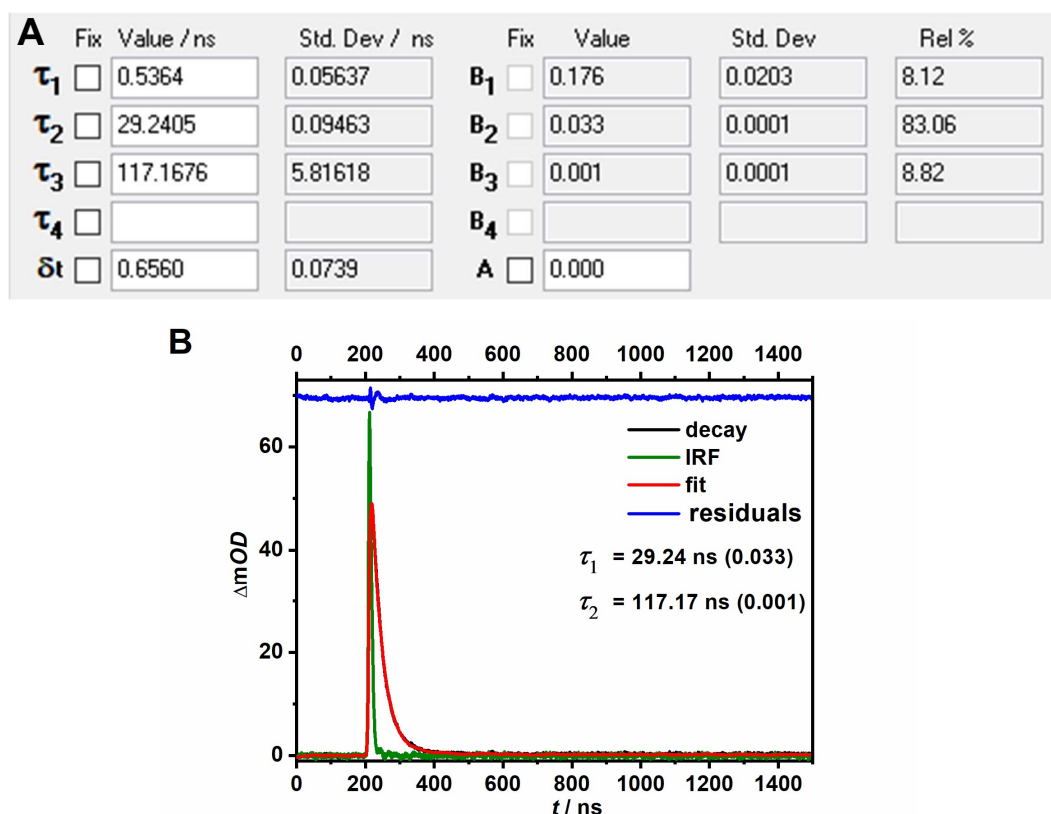 A
Fix Value / ns Std. Dev / ns Fix Value Std. Dev Rel %
τ1 0.5364 0.05637 B1 0.176 0.0203 8.12
τ2 29.2405 0.09463 B2 0.033 0.0001 83.06
τ3 117.1676 5.81618 B3 0.001 0.0001 8.82
τ4 B4
δt 0.6560 0.0739 A 0.000
B
0 200 400 600 800 1000 1200 1400
60
40
20
0
ΔmOD
decay
IRF
fit
residuals
τ1 = 29.24 ns (0.033)
τ2 = 117.17 ns (0.001)
0 200 400 600 800 1000 1200 1400
t / ns